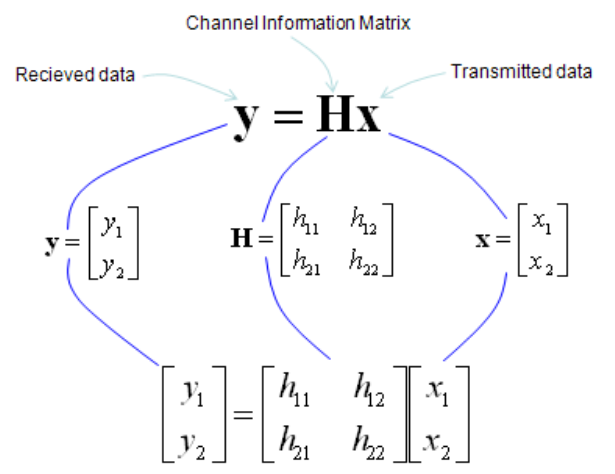 Channel Information Matrix
Recieved data
Transmitted data
y = Hx
y = [y₁ y₂]
H = [h₁₁ h₁₂ h₂₁ h₂₂]
x = [x₁ x₂]
[y₁ y₂] = [h₁₁ h₁₂ h₂₁ h₂₂] [x₁ x₂]